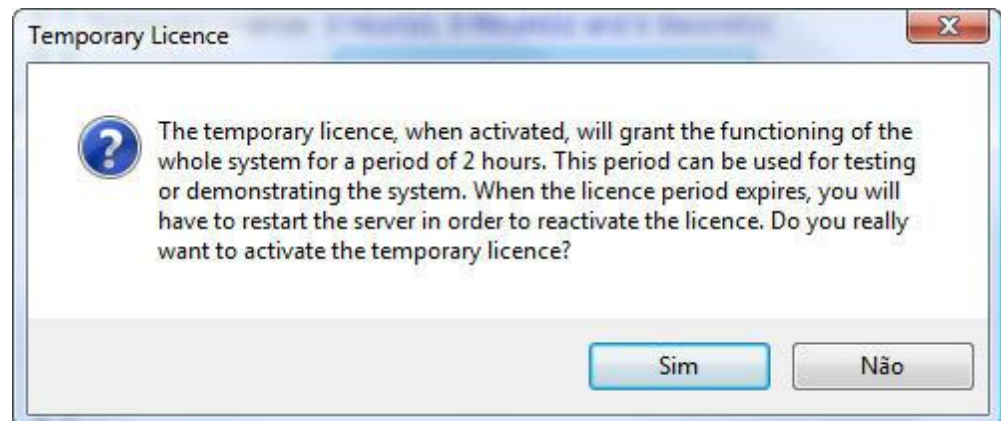 Temporary Licence
The temporary licence, when activated, will grant the functioning of the
whole system for a period of 2 hours. This period can be used for testing
or demonstrating the system. When the licence period expires, you will
have to restart the server in order to reactivate the licence. Do you really
want to activate the temporary licence?
Sim
Não